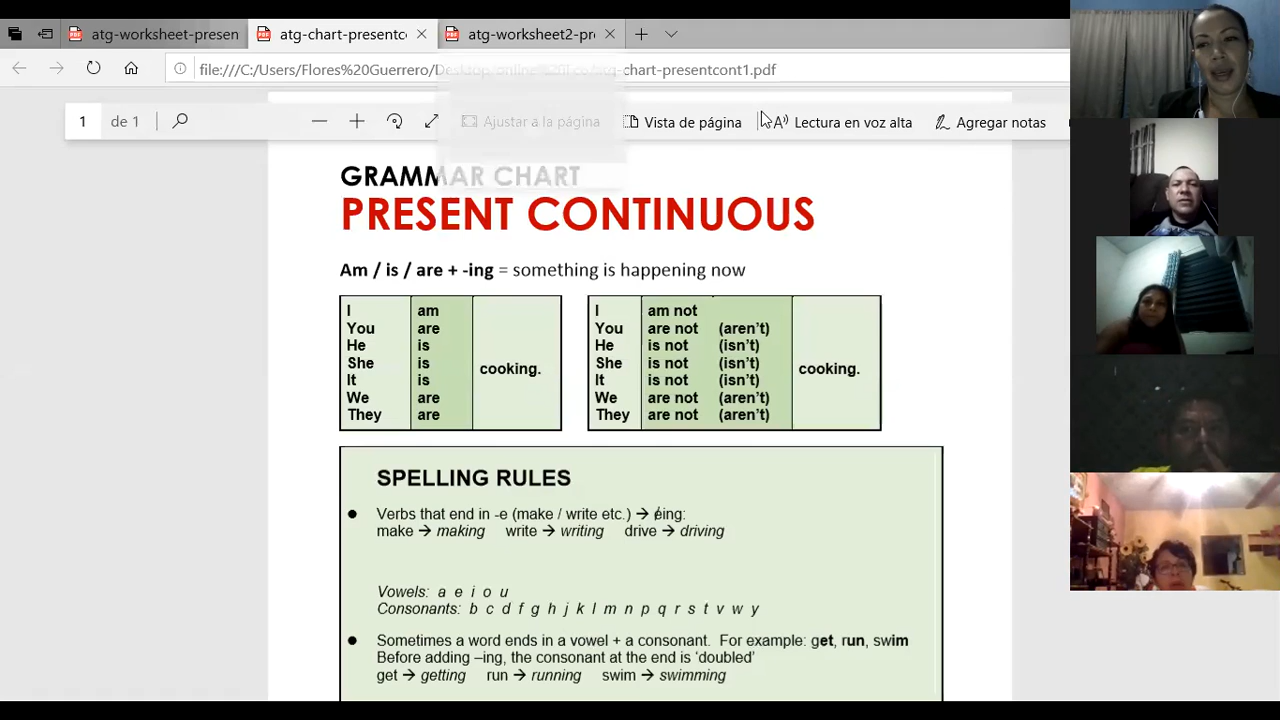 atg-worksheet-presen
atg-chart-presentco
atg-worksheet2-pr
file:///C:/Users/Flores%20Guerrero/Desktop/ -chart-presentcont1.pdf
1 de 1
Ajustar a la página
Vista de página
Lectura en voz alta
Agregar notas
GRAMMAR CHART
PRESENT CONTINUOUS
Am / is / are + -ing = something is happening now
I am
You are
He is
She is
It is
We are
They are
cooking.
I am not
You are not (aren't)
He is not (isn't)
She is not (isn't)
It is not (isn't)
We are not (aren't)
They are not (aren't)
cooking.
SPELLING RULES
● Verbs that end in -e (make / write etc.) → eing:
make → making write → writing drive → driving
Vowels: a e i o u
Consonants: b c d f g h j k l m n p q r s t v w y
● Sometimes a word ends in a vowel + a consonant. For example: get, run, swim
Before adding –ing, the consonant at the end is ‘doubled’
get → getting run → running swim → swimming